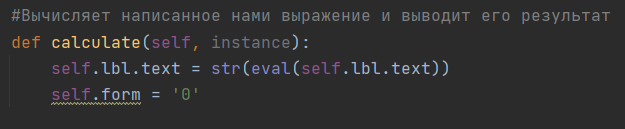 #Вычисляет написанное нами выражение и выводит его результат
def calculate(self, instance):
    self.lbl.text = str(eval(self.lbl.text))
    self.form = '0'